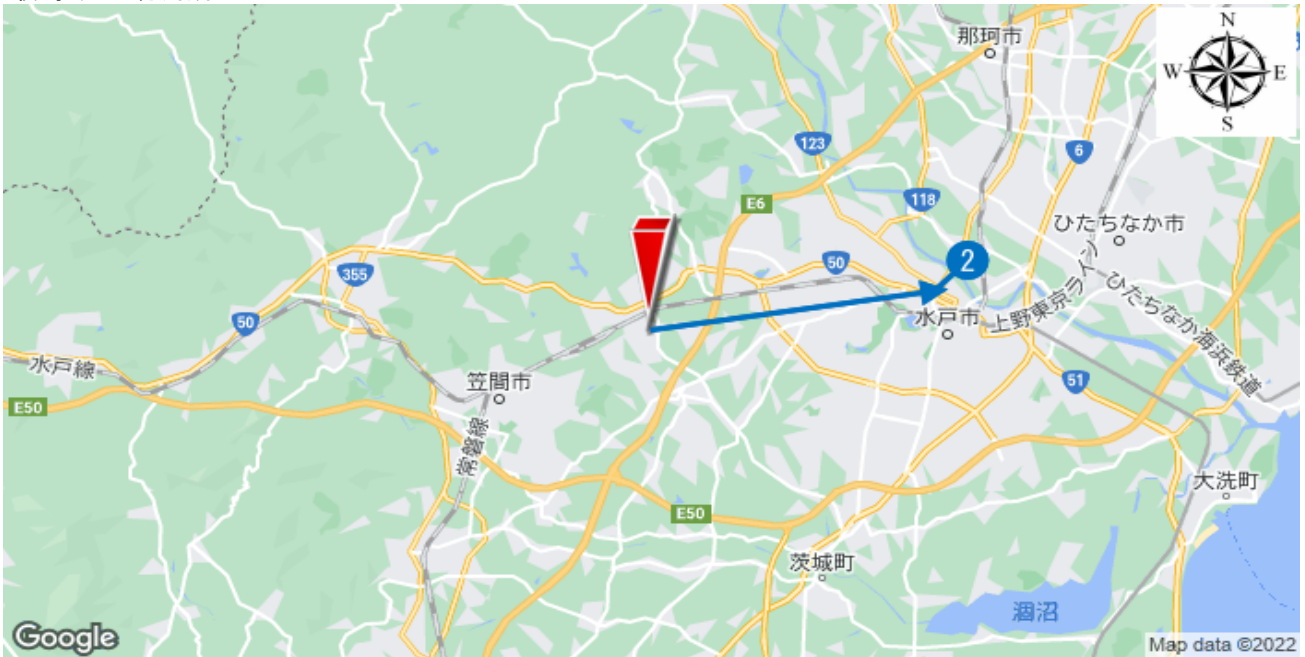 那珂市
N
W
E
S
123
6
E6
118
ひたちなか市
2
50
355
上野東京ライン
ひたちなか海浜鉄道
50
水戸市
水戸線
笠間市
51
E50
常磐線
大洗町
E50
茨城町
涸沼
Google
Map data ©2022